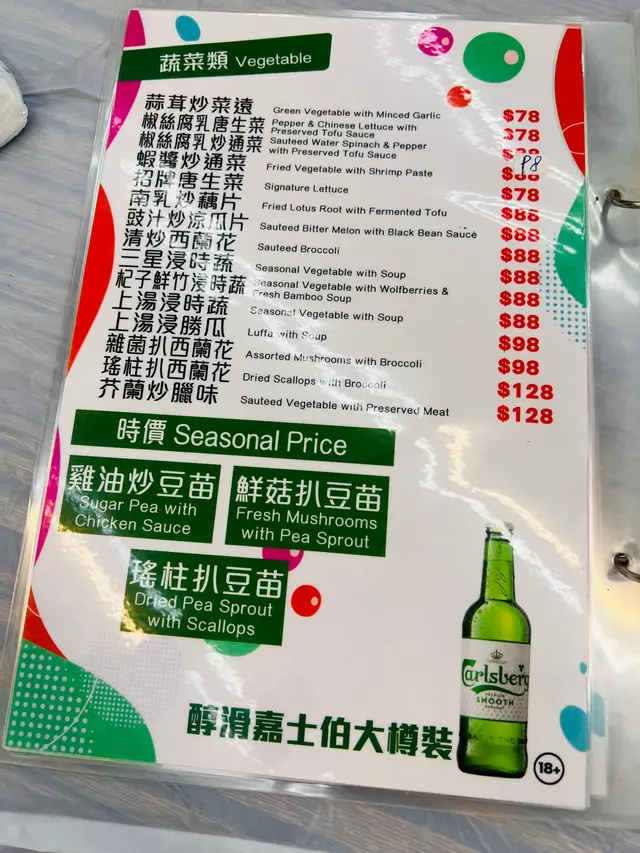 蔬菜類 Vegetable
蒜茸炒菜遠 Green Vegetable with Minced Garlic $78
椒絲腐乳唐生菜 Pepper & Chinese Lettuce with
Preserved Tofu Sauce $78
椒絲腐乳炒通菜 Sauteed Water Spinach & Pepper
with Preserved Tofu Sauce
蝦醬炒通菜 Fried Vegetable with Shrimp Paste
招牌唐生菜 Signature Lettuce $78
南乳炒藕片 Fried Lotus Root with Fermented Tofu $88
豉汁炒涼瓜片 Sauteed Bitter Melon with Black Bean Sauce $88
清炒西蘭花 Sauteed Broccoli $88
三星浸時蔬 Seasonal Vegetable with Soup $88
杞子鮮竹浸時蔬 Seasonal Vegetable with Wolfberries &
Fresh Bamboo Soup $88
上湯浸時蔬 Seasonal Vegetable with Soup $88
上湯浸勝瓜 Luffa with Soup $98
雜菌扒西蘭花 Assorted Mushrooms with Broccoli $98
瑤柱扒西蘭花 Dried Scallops with Broccoli $128
芥蘭炒臘味 Sauteed Vegetable with Preserved Meat $128
時價 Seasonal Price
雞油炒豆苗
Sugar Pea with
Chicken Sauce
鮮菇扒豆苗
Fresh Mushrooms
with Pea Sprout
瑤柱扒豆苗
Dried Pea Sprout
with Scallops
Carlsberg
PREMIUM
SMOOTH
DRAUGHT
醇滑嘉士伯大樽裝
18+